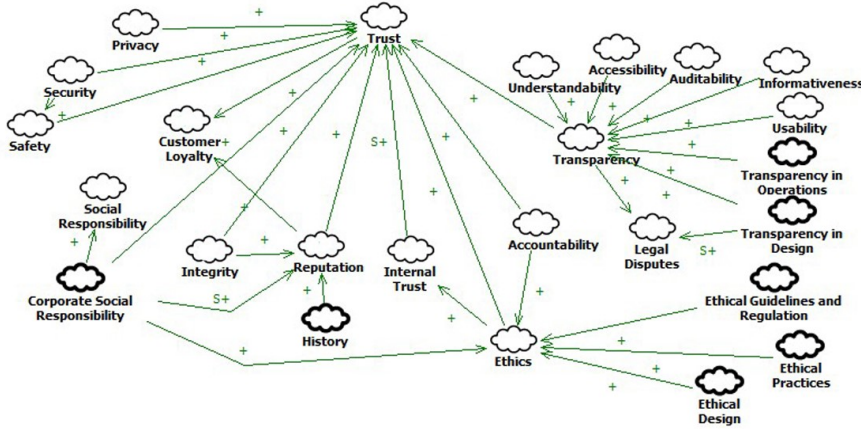 Trust
+
Privacy
+
Security
+
Safety
+
Customer
Loyalty
+
+
+
+
S+
+
+
+
Understandability
Accessibility
Auditability
Informativeness
Usability
+
+
+
+
+
+
+
Transparency
Transparency in
Operations
Transparency in
Design
+
+
S+
Legal
Disputes
Social
Responsibility
+
Corporate Social
Responsibility
Integrity
+
+
Reputation
S+
+
History
Internal
Trust
+
Accountability
+
+
Ethics
Ethical Guidelines and
Regulation
+
Ethical
Practices
+
+
Ethical
Design